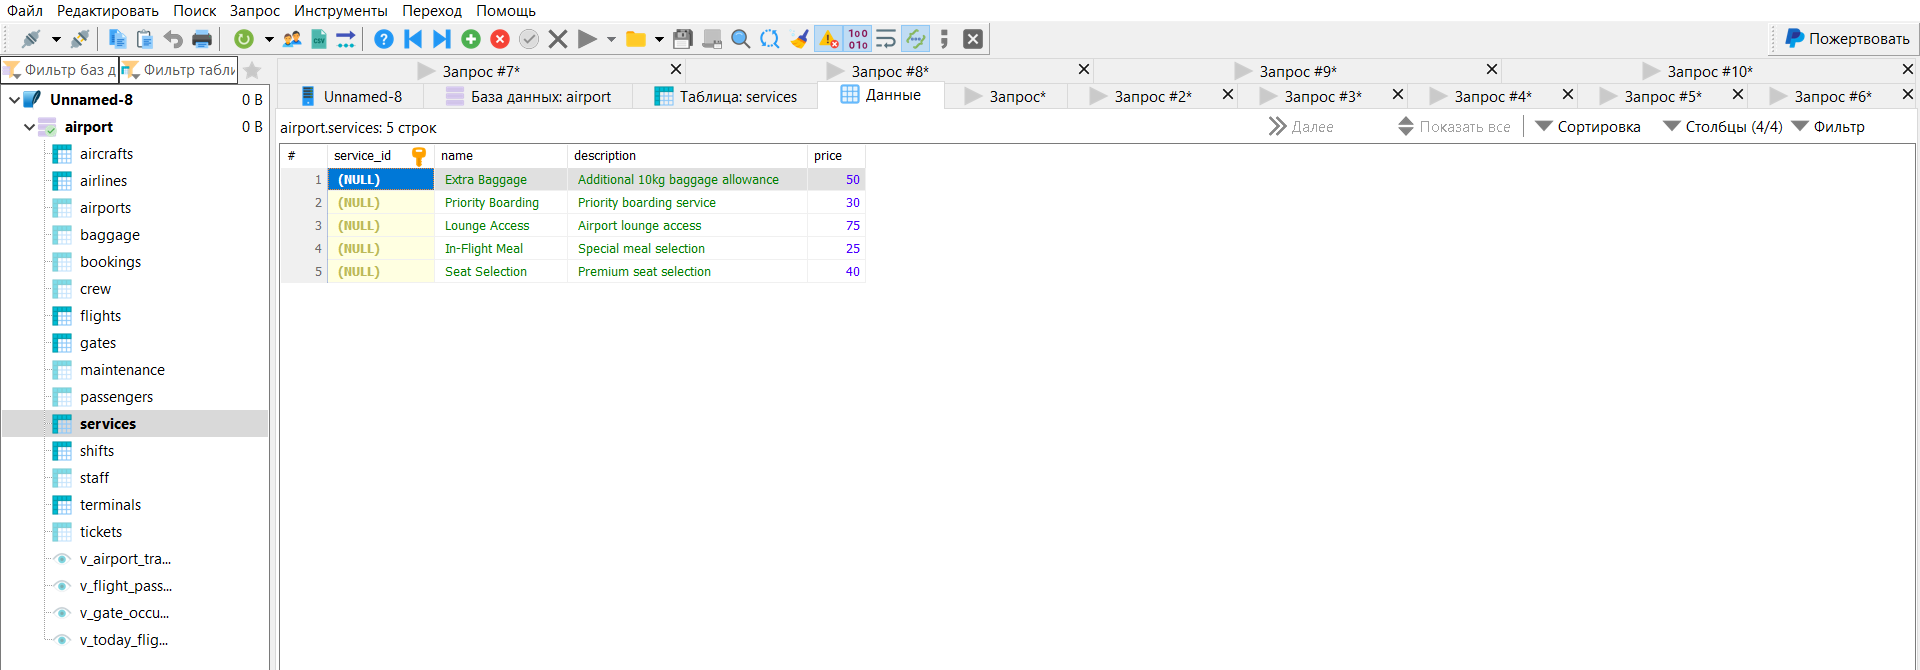 Файл Редактировать Поиск Запрос Инструменты Переход Помощь
Пожертвовать
Фильтр баз д Фильтр табли
Запрос #7* Запрос #8* Запрос #9* Запрос #10*
Unnamed-8 База данных: airport Таблица: services Данные Запрос* Запрос #2* Запрос #3* Запрос #4* Запрос #5* Запрос #6*
Unnamed-8 0 B
airport 0 B
aircrafts
airlines
airports
baggage
bookings
crew
flights
gates
maintenance
passengers
services
shifts
staff
terminals
tickets
v_airport_tra...
v_flight_pass...
v_gate_occu...
v_today_flig...
airport.services: 5 строк Далее Показать все Сортировка Столбцы (4/4) Фильтр
# service_id name description price
1 (NULL) Extra Baggage Additional 10kg baggage allowance 50
2 (NULL) Priority Boarding Priority boarding service 30
3 (NULL) Lounge Access Airport lounge access 75
4 (NULL) In-Flight Meal Special meal selection 25
5 (NULL) Seat Selection Premium seat selection 40